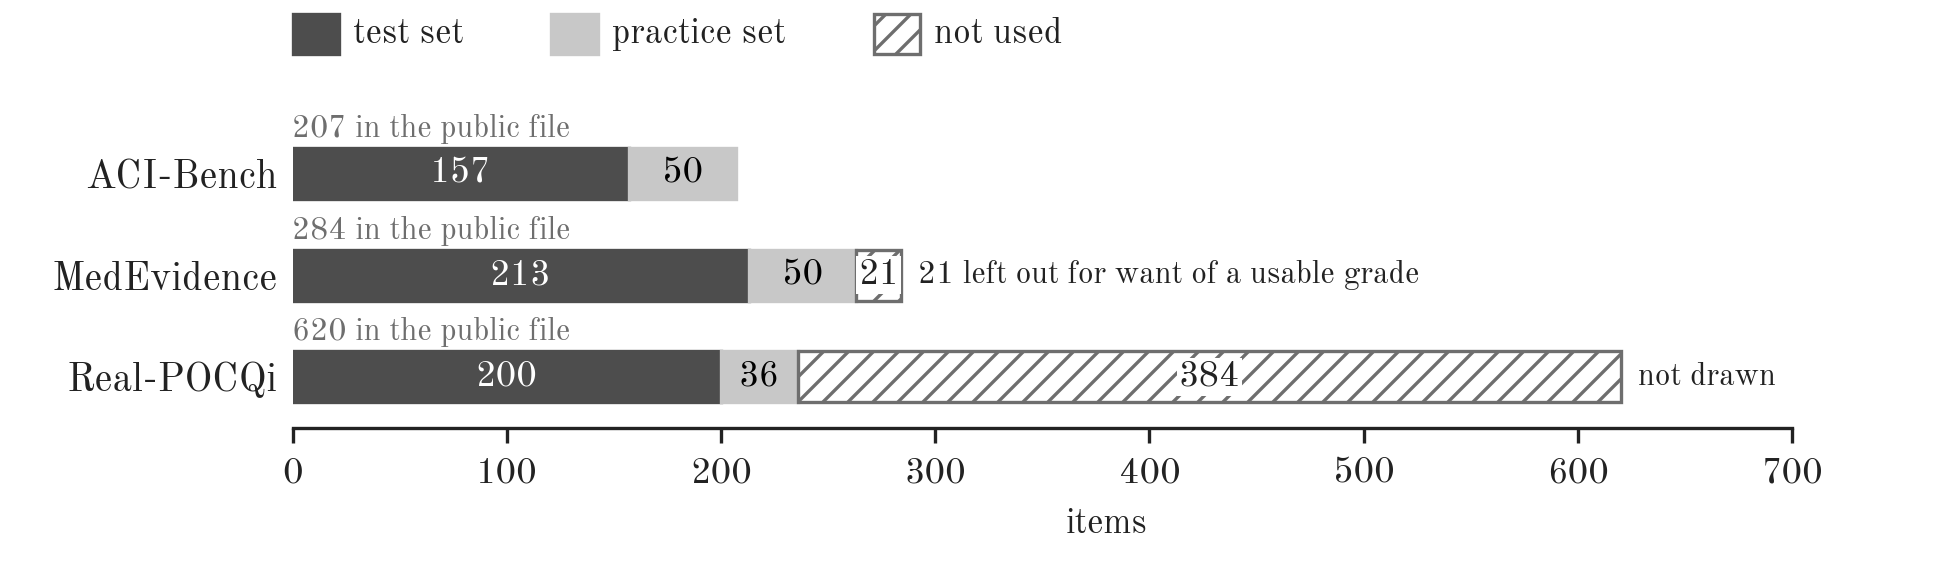 test set practice set not used
207 in the public file
ACI-Bench 157 50
284 in the public file
MedEvidence 213 50 21 21 left out for want of a usable grade
620 in the public file
Real-POCQi 200 36 384 not drawn
0 100 200 300 400 500 600 700
items